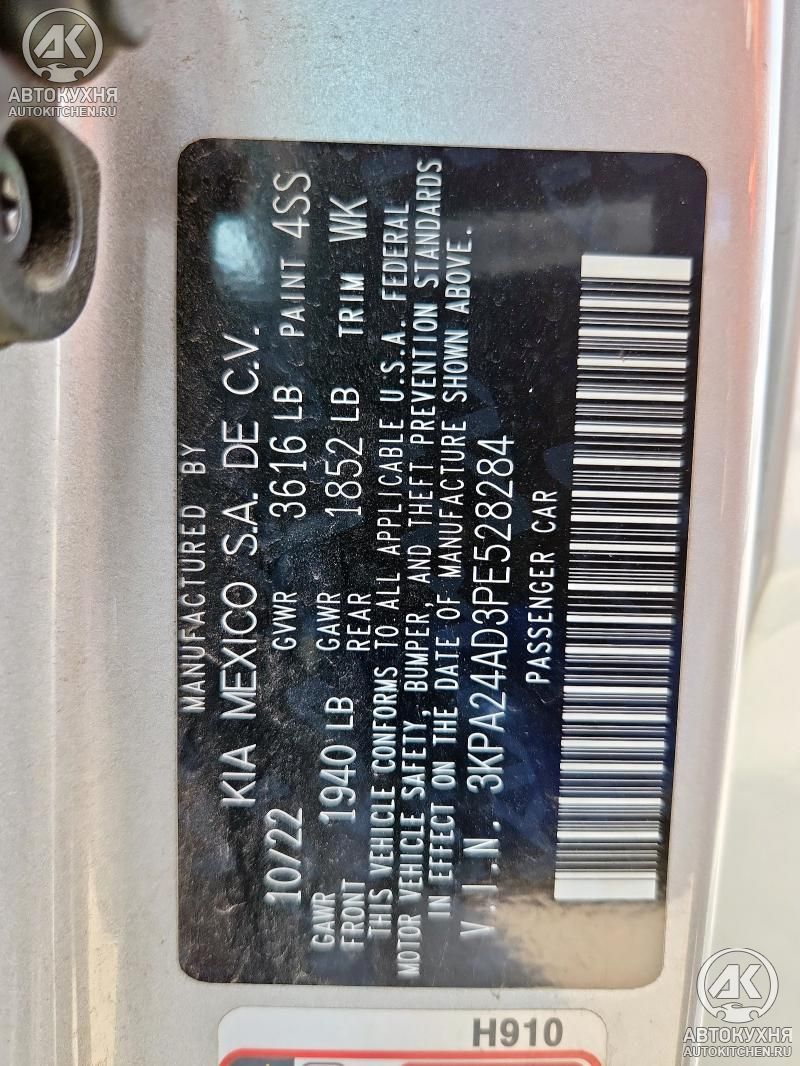 AK
АВТОКУХНЯ
AUTOKITCHEN.RU
MANUFACTURED BY
KIA MEXICO S.A. DE C.V.
10/22 GVWR 3616 LB PAINT 4SS
GAWR FRONT 1940 LB GAWR REAR 1852 LB TRIM WK
THIS VEHICLE CONFORMS TO ALL APPLICABLE U.S.A. FEDERAL
MOTOR VEHICLE SAFETY, BUMPER, AND THEFT PREVENTION STANDARDS
IN EFFECT ON THE DATE OF MANUFACTURE SHOWN ABOVE.
V.I.N. 3KPA24AD3PE528284
PASSENGER CAR
H910
AK
АВТОКУХНЯ
AUTOKITCHEN.RU